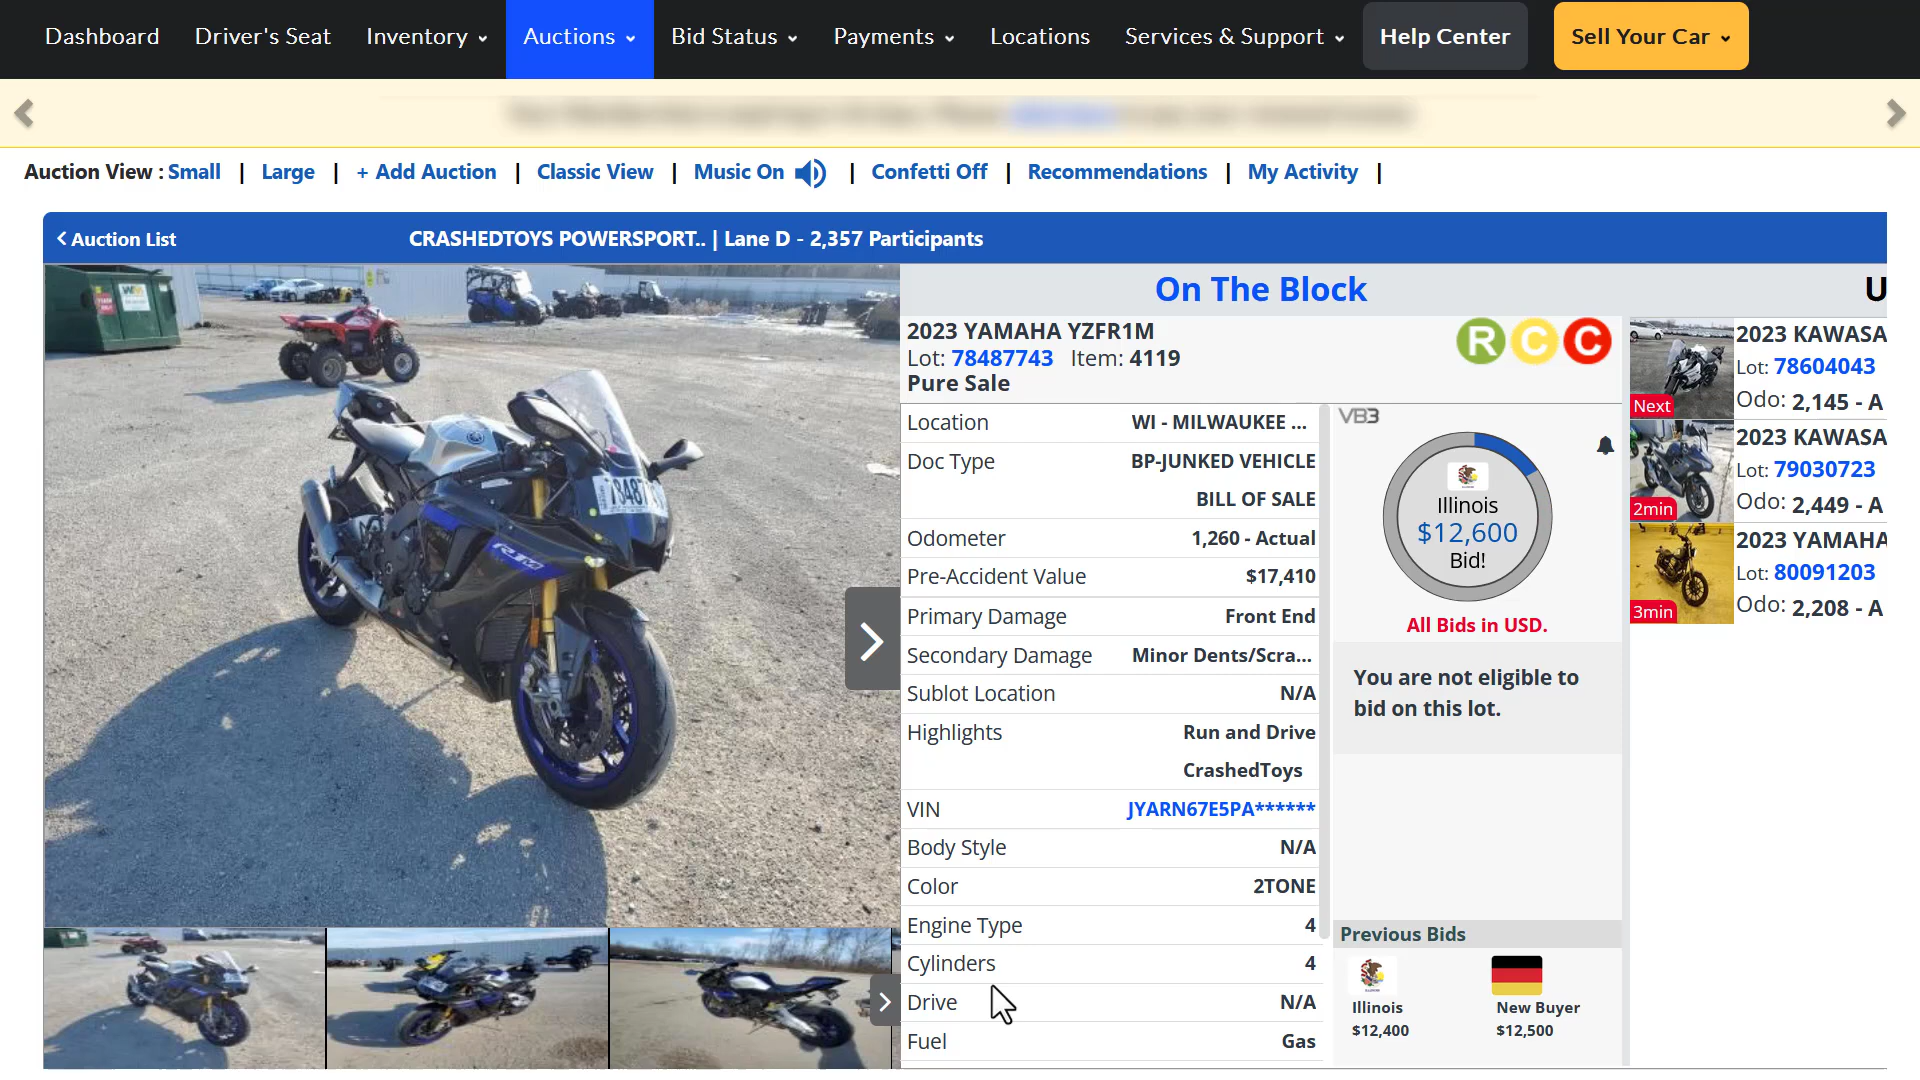 Dashboard
Driver's Seat
Inventory
Auctions
Bid Status
Payments
Locations
Services & Support
Help Center
Sell Your Car
Auction View : Small | Large | + Add Auction | Classic View | Music On | Confetti Off | Recommendations | My Activity |
Auction List
CRASHEDTOYS POWERSPORT.. | Lane D - 2,357 Participants
On The Block
U
2023 YAMAHA YZFR1M
Lot: 78487743 Item: 4119
Pure Sale
R C C
Location WI - MILWAUKEE ...
Doc Type BP-JUNKED VEHICLE
BILL OF SALE
Odometer 1,260 - Actual
Pre-Accident Value $17,410
Primary Damage Front End
Secondary Damage Minor Dents/Scra...
Sublot Location N/A
Highlights Run and Drive
CrashedToys
VIN JYARN67E5PA******
Body Style N/A
Color 2TONE
Engine Type 4
Cylinders 4
Drive N/A
Fuel Gas
VB3
Illinois
$12,600
Bid!
All Bids in USD.
You are not eligible to
bid on this lot.
Previous Bids
Illinois
$12,400
New Buyer
$12,500
2023 KAWASA
Lot: 78604043
Odo: 2,145 - A
Next
2023 KAWASA
Lot: 79030723
Odo: 2,449 - A
2min
2023 YAMAHA
Lot: 80091203
Odo: 2,208 - A
3min
WM
7848
R1M